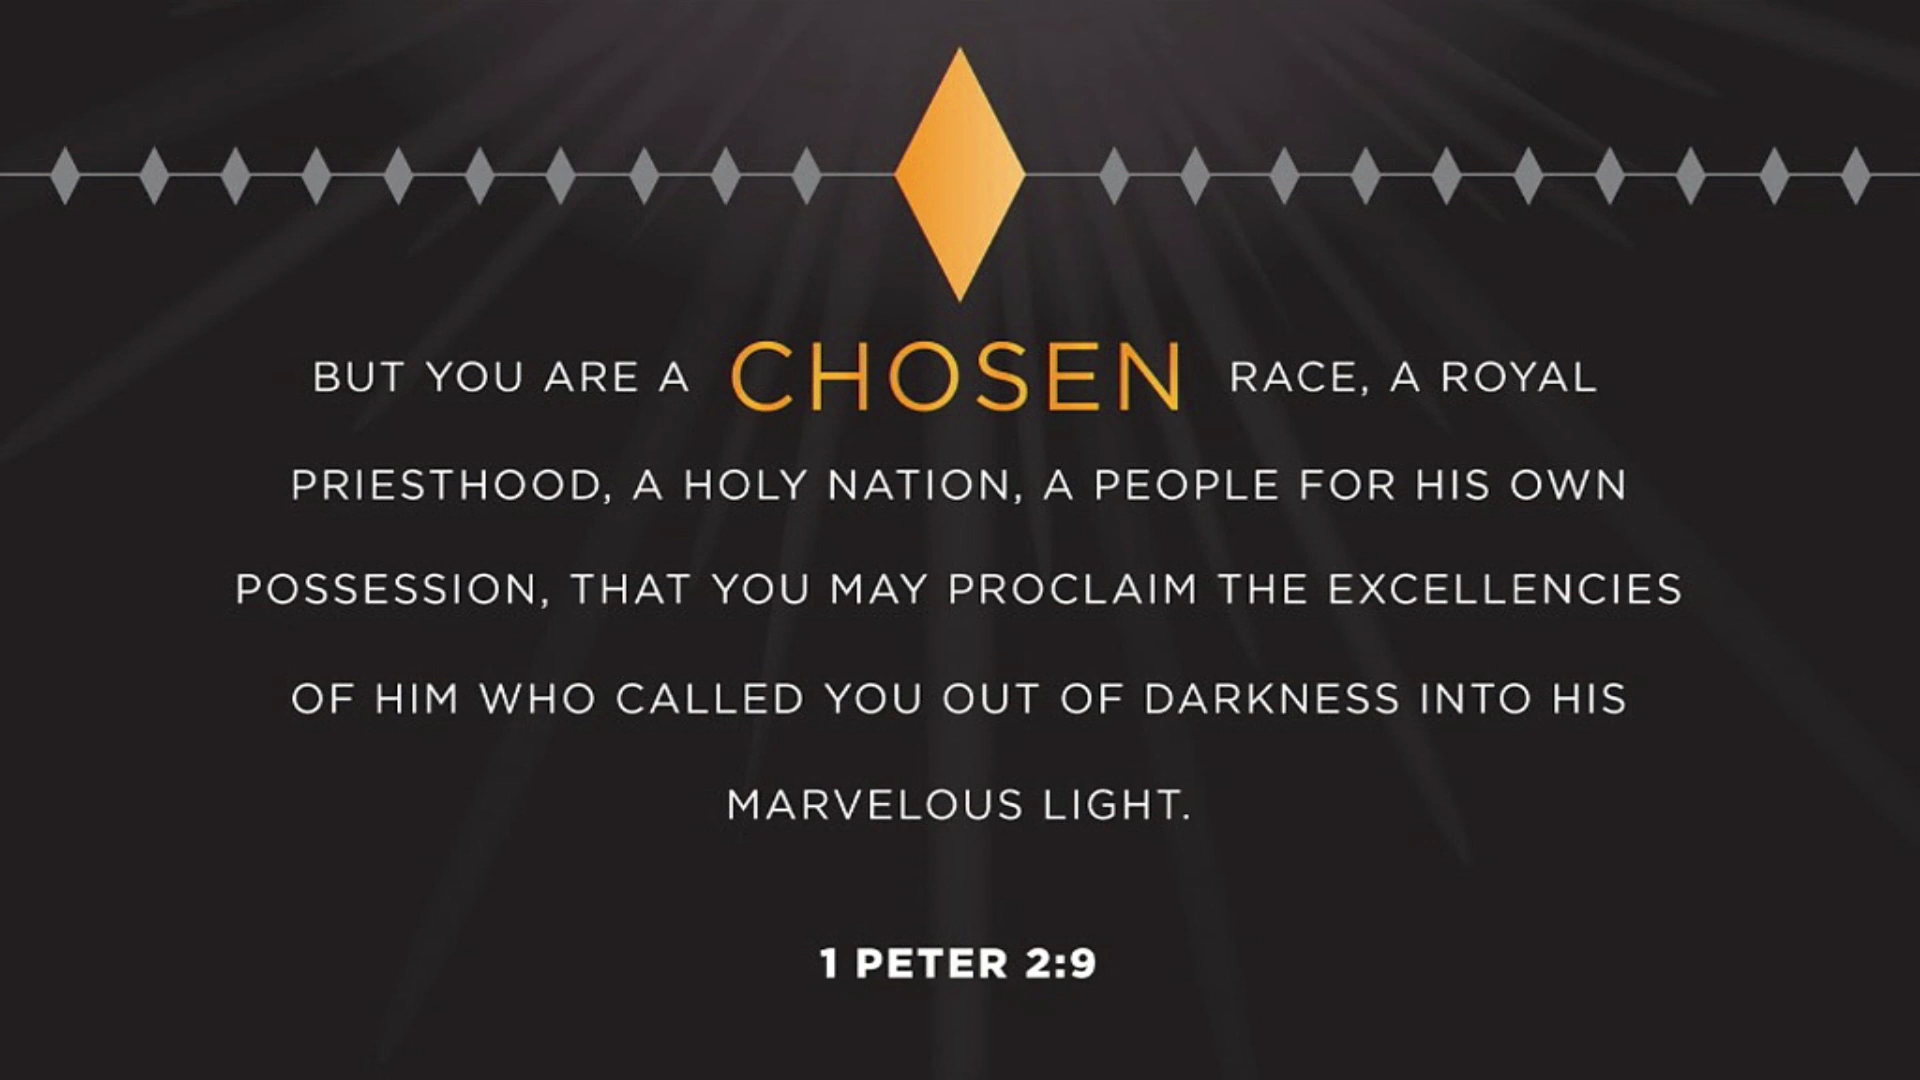 BUT YOU ARE A CHOSEN RACE, A ROYAL
PRIESTHOOD, A HOLY NATION, A PEOPLE FOR HIS OWN
POSSESSION, THAT YOU MAY PROCLAIM THE EXCELLENCIES
OF HIM WHO CALLED YOU OUT OF DARKNESS INTO HIS
MARVELOUS LIGHT.
1 PETER 2:9